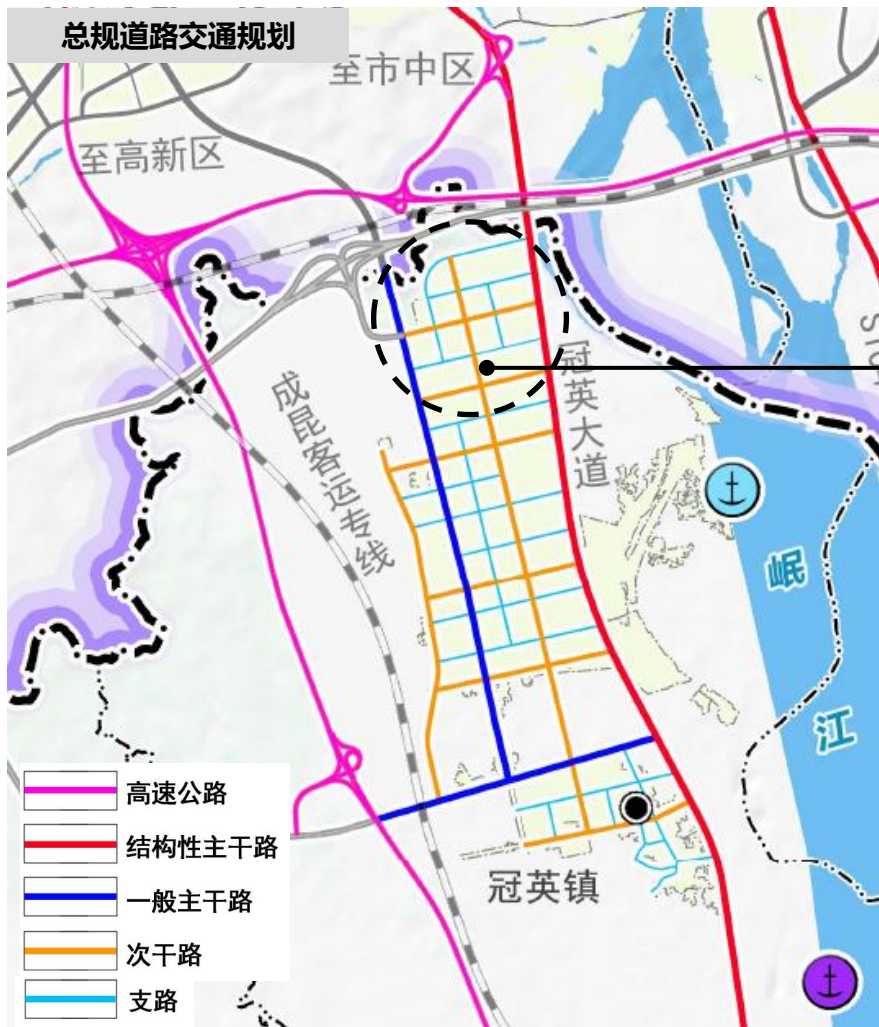 总规道路交通规划
至市中区
至高新区
冠英大道
成昆客运专线
岷江
冠英镇
高速公路
结构性主干路
一般主干路
次干路
支路